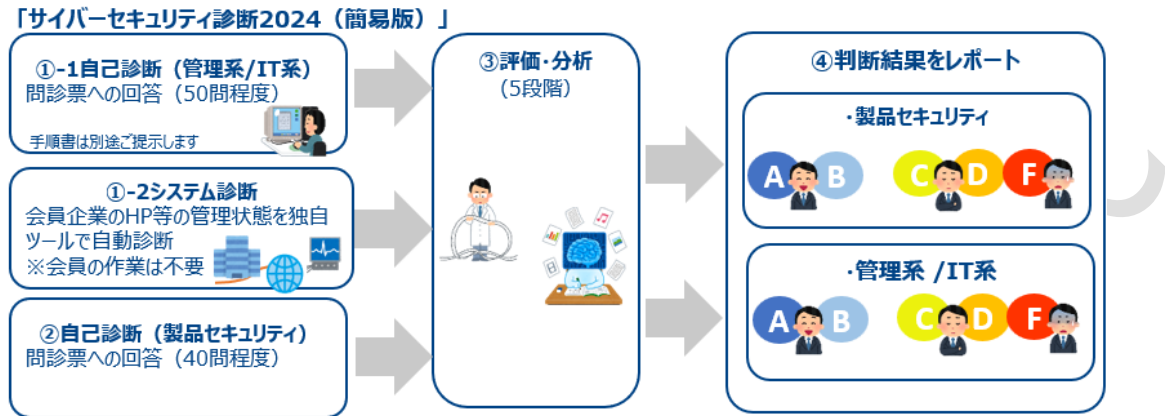 「サイバーセキュリティ診断2024（簡易版）」
①-1自己診断（管理系/IT系）
問診票への回答（50問程度）
手順書は別途ご提示します
①-2システム診断
会員企業のHP等の管理状態を独自
ツールで自動診断
※会員の作業は不要
②自己診断（製品セキュリティ）
問診票への回答（40問程度）
③評価･分析
（5段階）
④判断結果をレポート
･製品セキュリティ
A B C D F
･管理系 /IT系
A B C D F